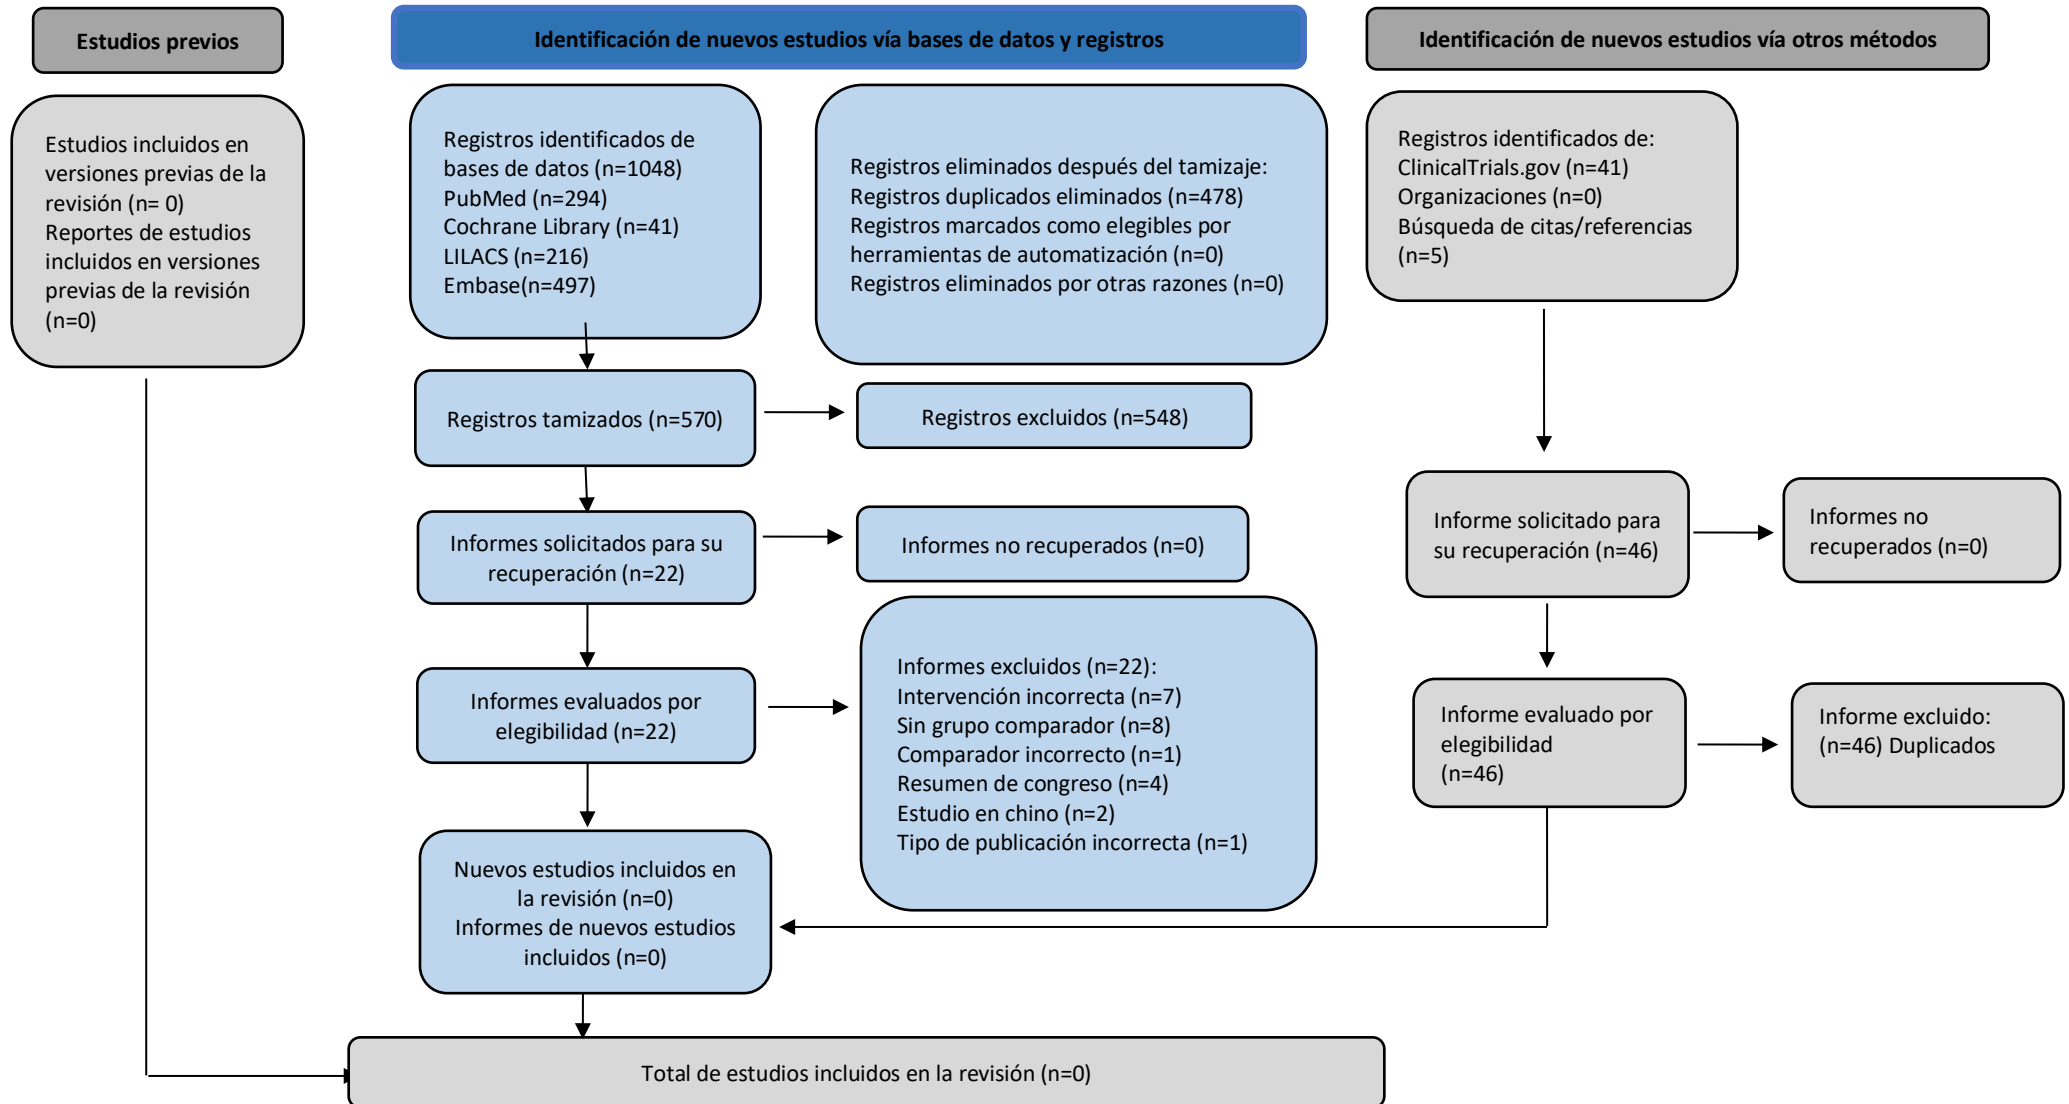 Estudios previos
Identificación de nuevos estudios vía bases de datos y registros
Identificación de nuevos estudios vía otros métodos
Estudios incluidos en
versiones previas de la
revisión (n= 0)
Reportes de estudios
incluidos en versiones
previas de la revisión
(n=0)
Registros identificados de
bases de datos (n=1048)
PubMed (n=294)
Cochrane Library (n=41)
LILACS (n=216)
Embase(n=497)
Registros eliminados después del tamizaje:
Registros duplicados eliminados (n=478)
Registros marcados como elegibles por
herramientas de automatización (n=0)
Registros eliminados por otras razones (n=0)
Registros identificados de:
ClinicalTrials.gov (n=41)
Organizaciones (n=0)
Búsqueda de citas/referencias
(n=5)
Registros tamizados (n=570)
Registros excluidos (n=548)
Informes solicitados para su
recuperación (n=22)
Informes no recuperados (n=0)
Informe solicitado para
su recuperación (n=46)
Informes no
recuperados (n=0)
Informes evaluados por
elegibilidad (n=22)
Informes excluidos (n=22):
Intervención incorrecta (n=7)
Sin grupo comparador (n=8)
Comparador incorrecto (n=1)
Resumen de congreso (n=4)
Estudio en chino (n=2)
Tipo de publicación incorrecta (n=1)
Informe evaluado por
elegibilidad
(n=46)
Informe excluido:
(n=46) Duplicados
Nuevos estudios incluidos en
la revisión (n=0)
Informes de nuevos estudios
incluidos (n=0)
Total de estudios incluidos en la revisión (n=0)